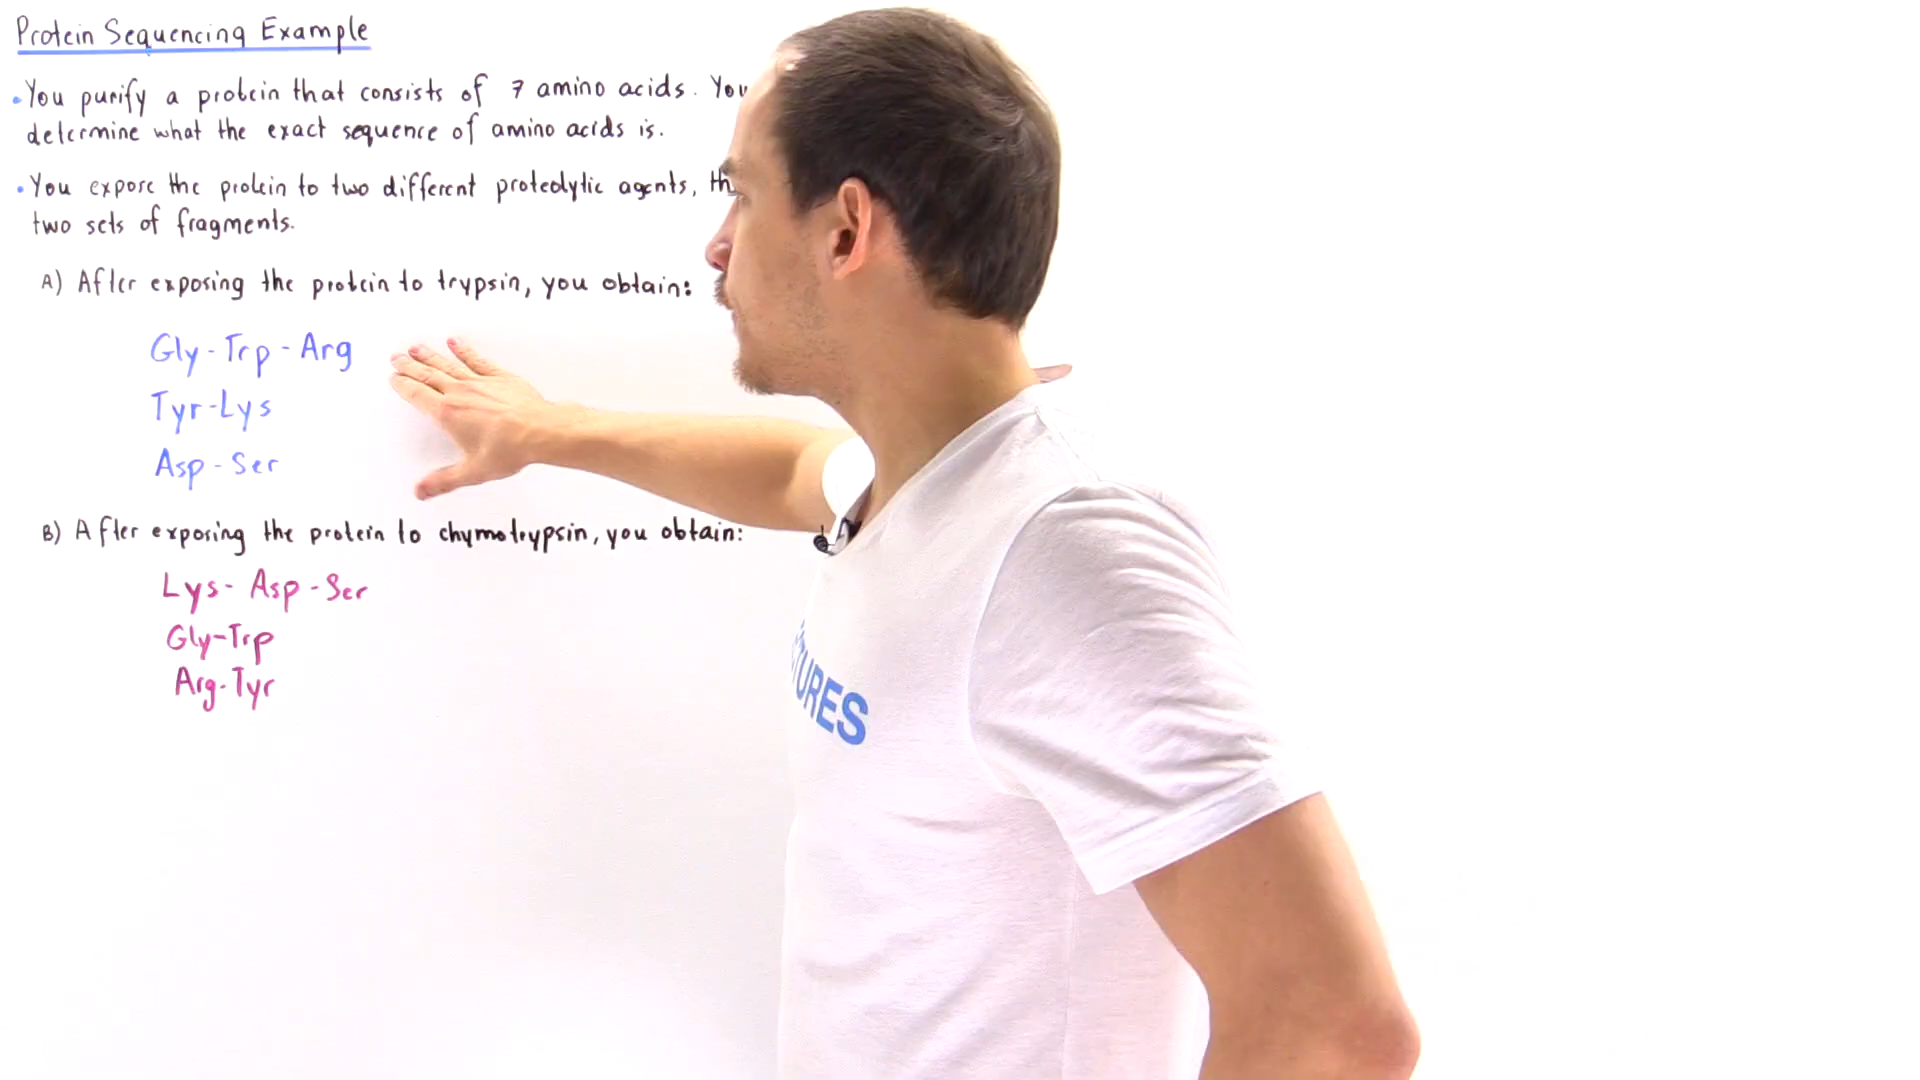 Protein Sequencing Example
• You purify a protein that consists of 7 amino acids. You
determine what the exact sequence of amino acids is.
• You expose the protein to two different proteolytic agents,
two sets of fragments.
A) After exposing the protein to trypsin, you obtain:
Gly-Trp-Arg
Tyr-Lys
Asp-Ser
B) After exposing the protein to chymotrypsin, you obtain:
Lys-Asp-Ser
Gly-Trp
Arg-Tyr
TURES